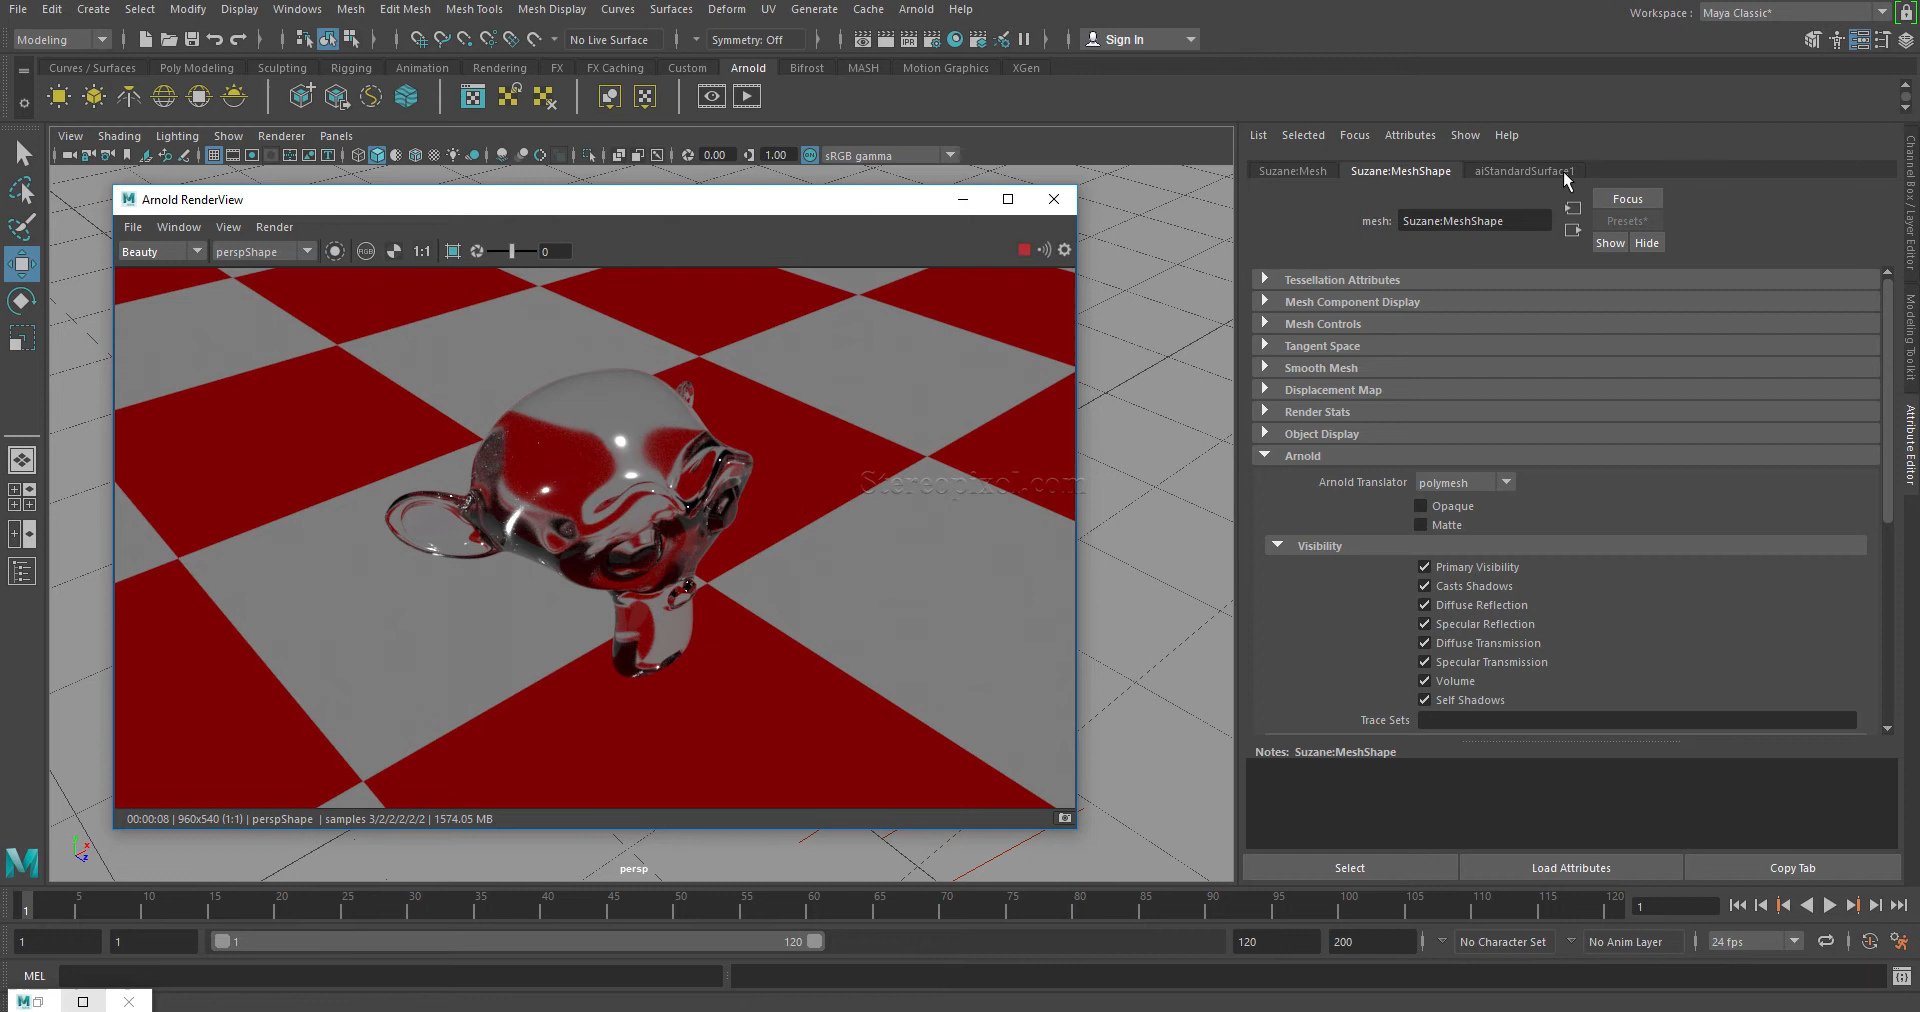 File Edit Create Select Modify Display Windows Mesh Edit Mesh Mesh Tools Mesh Display Curves Surfaces Deform UV Generate Cache Arnold Help
Workspace : Maya Classic*
Modeling No Live Surface Symmetry: Off Sign In
Curves / Surfaces Poly Modeling Sculpting Rigging Animation Rendering FX FX Caching Custom Arnold Bifrost MASH Motion Graphics XGen
View Shading Lighting Show Renderer Panels
0.00 1.00 ON sRGB gamma
Arnold RenderView
File Window View Render
Beauty perspShape RGB 1:1 0
Stereopixol.com
00:00:08 | 960x540 (1:1) | perspShape | samples 3/2/2/2/2/2 | 1574.05 MB
persp
List Selected Focus Attributes Show Help
Suzane:Mesh Suzane:MeshShape aiStandardSurface1
mesh: Suzane:MeshShape
Focus
Presets*
Show Hide
Tessellation Attributes
Mesh Component Display
Mesh Controls
Tangent Space
Smooth Mesh
Displacement Map
Render Stats
Object Display
Arnold
Arnold Translator polymesh
Opaque
Matte
Visibility
Primary Visibility
Casts Shadows
Diffuse Reflection
Specular Reflection
Diffuse Transmission
Specular Transmission
Volume
Self Shadows
Trace Sets
Notes: Suzane:MeshShape
Select Load Attributes Copy Tab
Channel Box / Layer Editor
Modeling Toolkit
Attribute Editor
1 5 10 15 20 25 30 35 40 45 50 55 60 65 70 75 80 85 90 95 100 105 110 115 120 1
1 1 1 120 120 200 No Character Set No Anim Layer 24 fps
MEL